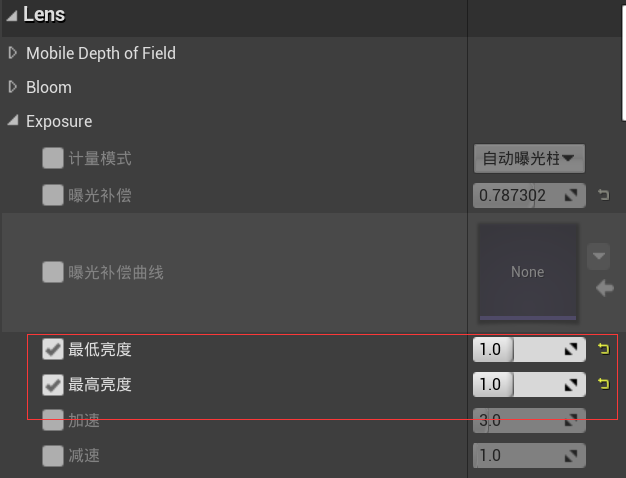 Lens
Mobile Depth of Field
Bloom
Exposure
计量模式 自动曝光柱
曝光补偿 0.787302
曝光补偿曲线 None
最低亮度 1.0
最高亮度 1.0
加速 3.0
减速 1.0